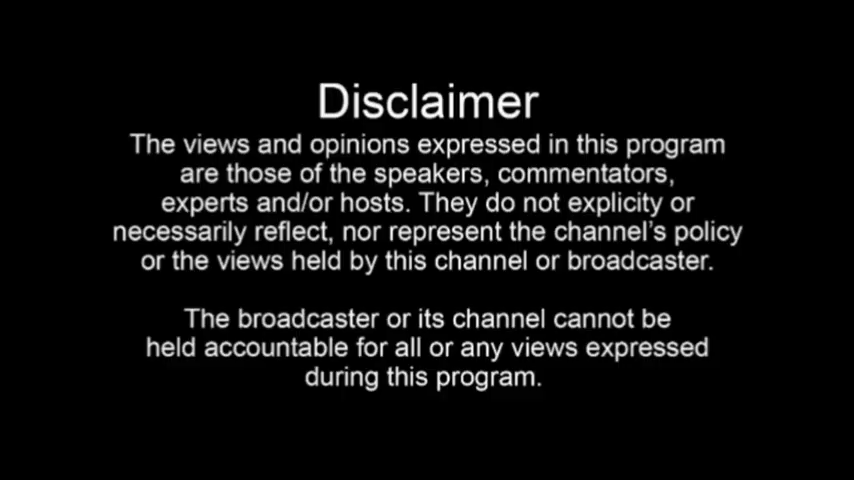 Disclaimer
The views and opinions expressed in this program
are those of the speakers, commentators,
experts and/or hosts. They do not explicity or
necessarily reflect, nor represent the channel's policy
or the views held by this channel or broadcaster.
The broadcaster or its channel cannot be
held accountable for all or any views expressed
during this program.